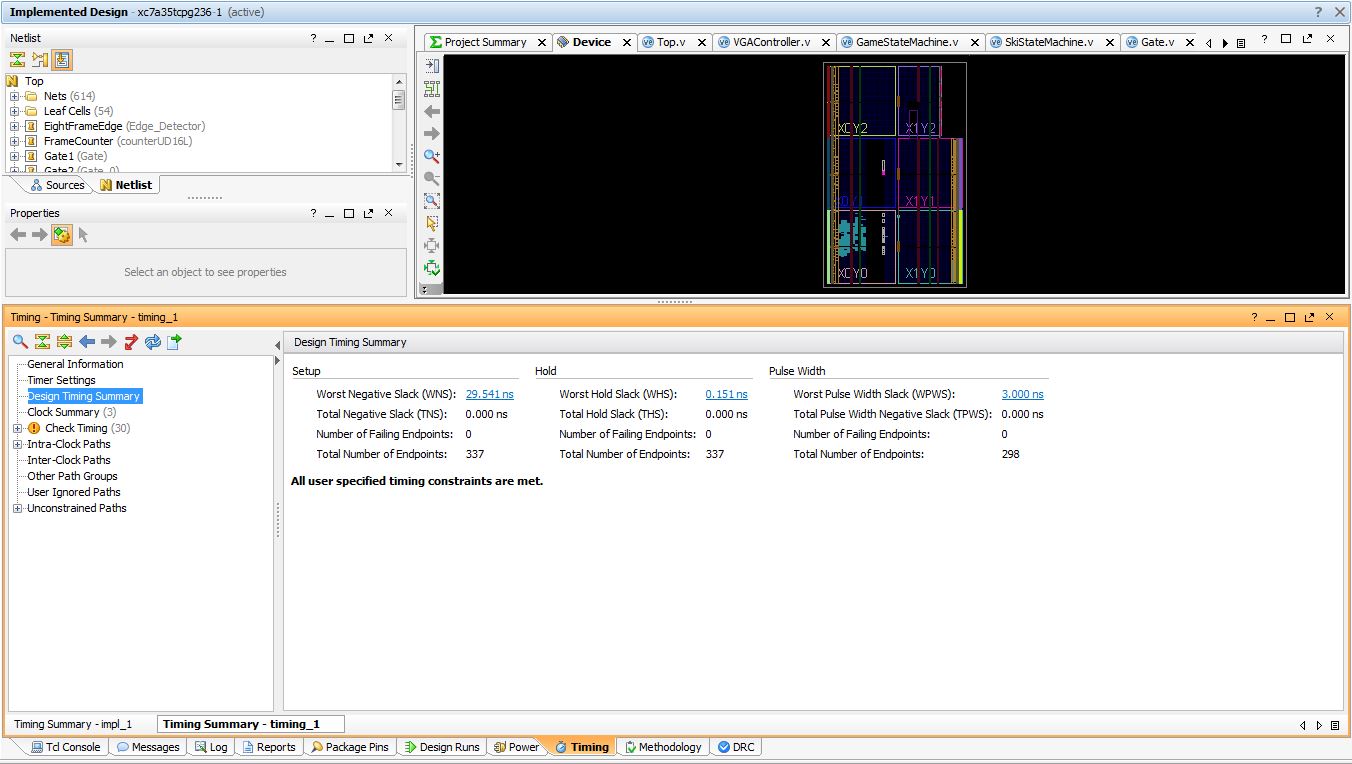 Implemented Design - xc7a35tcpg236-1 (active)
Netlist
Top
Nets (614)
Leaf Cells (54)
EightFrameEdge (Edge_Detector)
FrameCounter (counterUD16L)
Gate1 (Gate)
Gate2 (Gate_0)
Sources
Netlist
Properties
Select an object to see properties
Project Summary
Device
Top.v
VGAController.v
GameStateMachine.v
SkiStateMachine.v
Gate.v
X0Y2
X1Y2
X0Y1
X1Y1
X0Y0
X1Y0
Timing - Timing Summary - timing_1
General Information
Timer Settings
Design Timing Summary
Clock Summary (3)
Check Timing (30)
Intra-Clock Paths
Inter-Clock Paths
Other Path Groups
User Ignored Paths
Unconstrained Paths
Design Timing Summary
Setup
Worst Negative Slack (WNS): 29.541 ns
Total Negative Slack (TNS): 0.000 ns
Number of Failing Endpoints: 0
Total Number of Endpoints: 337
Hold
Worst Hold Slack (WHS): 0.151 ns
Total Hold Slack (THS): 0.000 ns
Number of Failing Endpoints: 0
Total Number of Endpoints: 337
Pulse Width
Worst Pulse Width Slack (WPWS): 3.000 ns
Total Pulse Width Negative Slack (TPWS): 0.000 ns
Number of Failing Endpoints: 0
Total Number of Endpoints: 298
All user specified timing constraints are met.
Timing Summary - impl_1
Timing Summary - timing_1
Tcl Console
Messages
Log
Reports
Package Pins
Design Runs
Power
Timing
Methodology
DRC